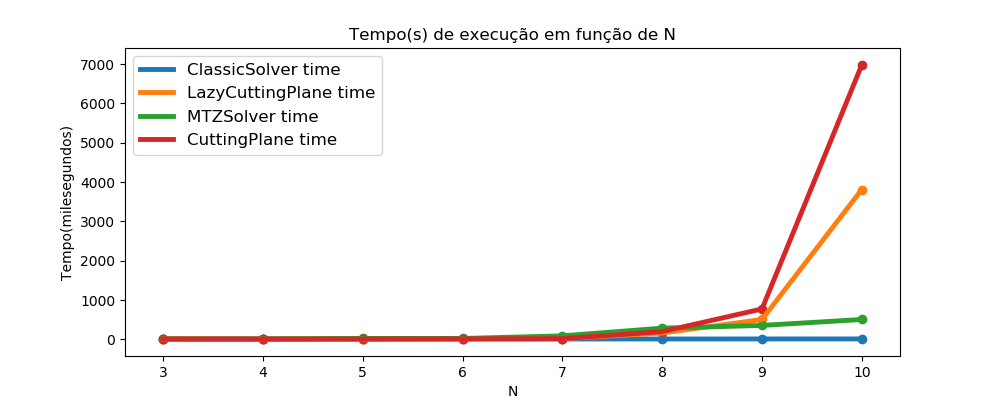 Tempo(s) de execução em função de N
ClassicSolver time
LazyCuttingPlane time
MTZSolver time
CuttingPlane time
Tempo(milesegundos)
7000
6000
5000
4000
3000
2000
1000
0
3 4 5 6 7 8 9 10
N